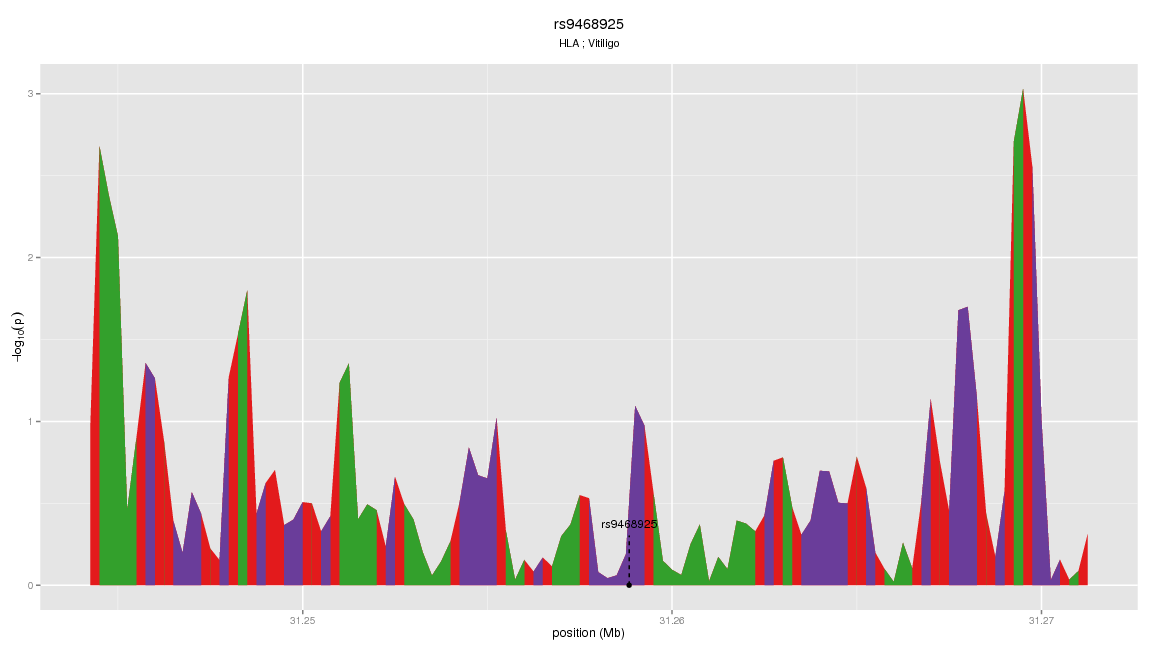 rs9468925
HLA ; Vitiligo
3
2
1
0
−log10(p)
rs9468925
31.25
31.26
31.27
position (Mb)